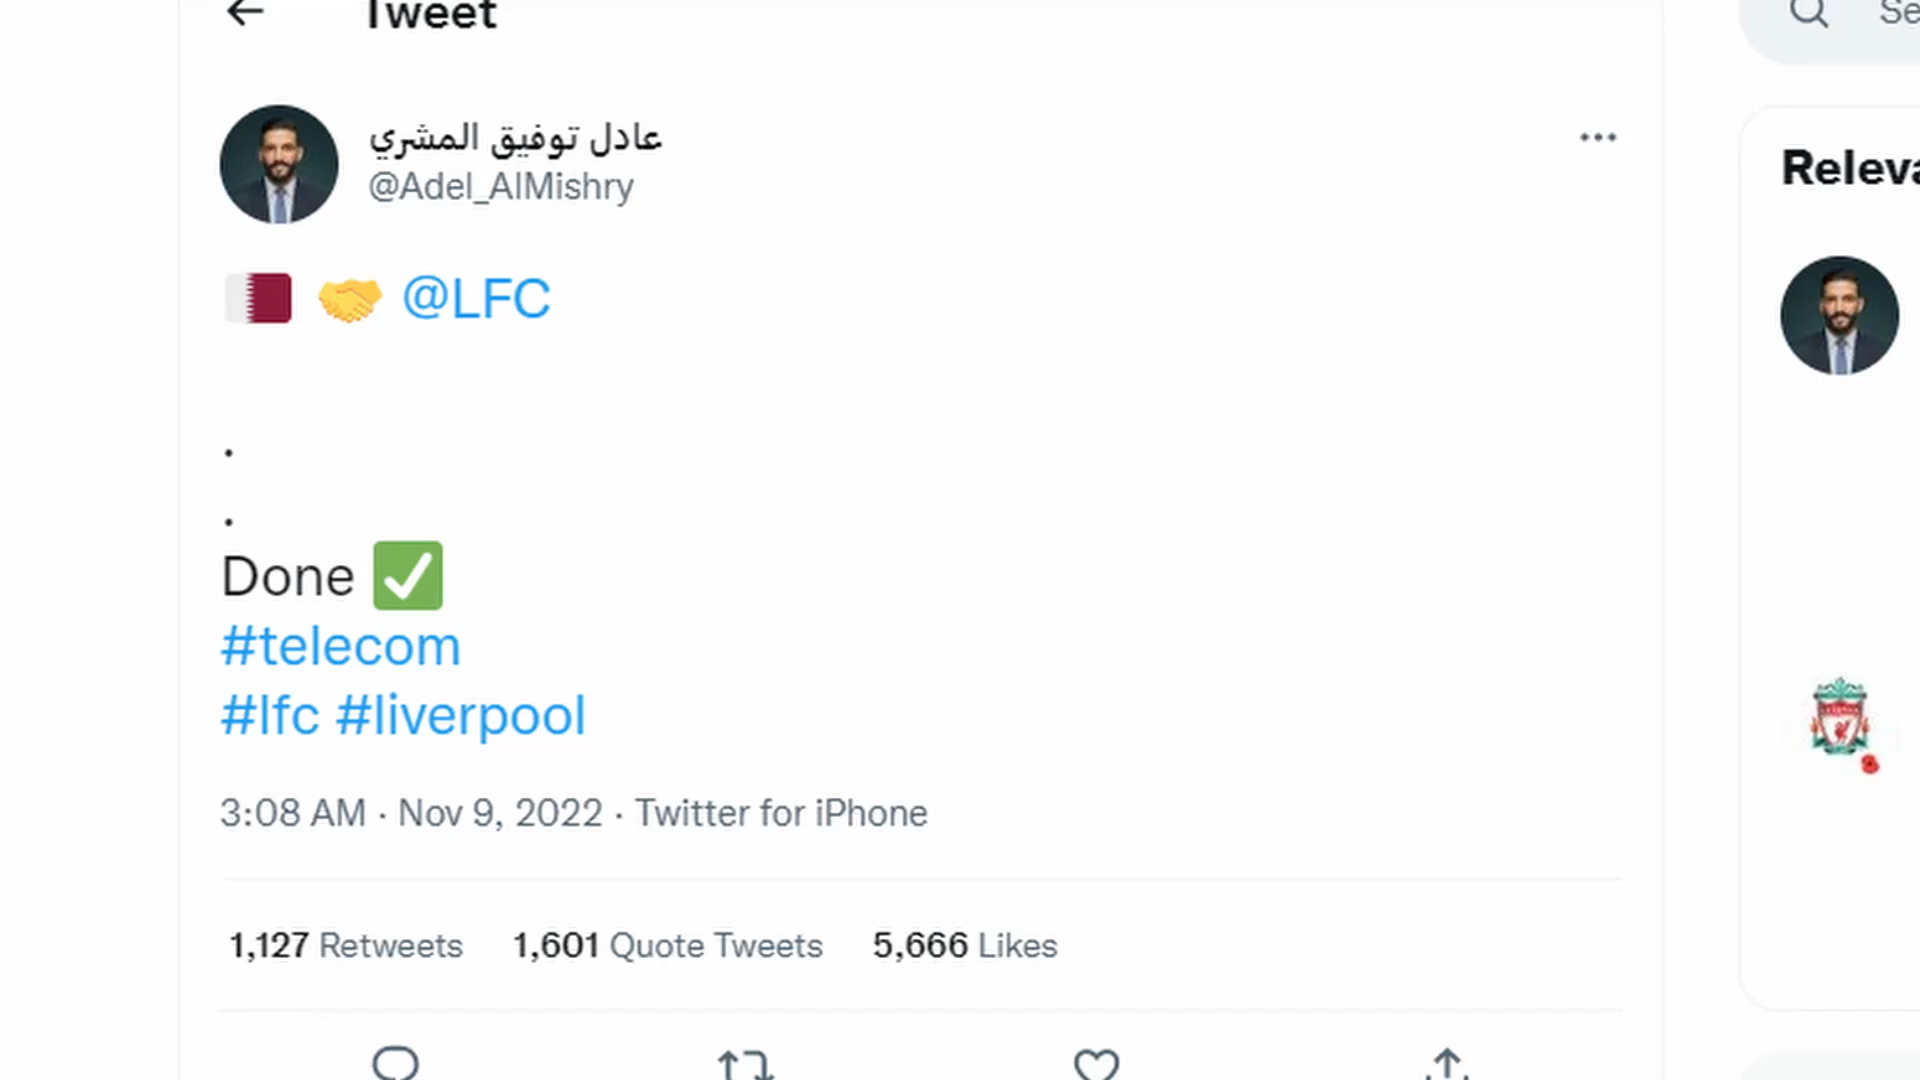 Tweet
Se
عادل توفيق المشري
@Adel_AlMishry
Releva
🇶🇦 🤝 @LFC
.
.
Done ✅
#telecom
#lfc #liverpool
3:08 AM · Nov 9, 2022 · Twitter for iPhone
1,127 Retweets 1,601 Quote Tweets 5,666 Likes